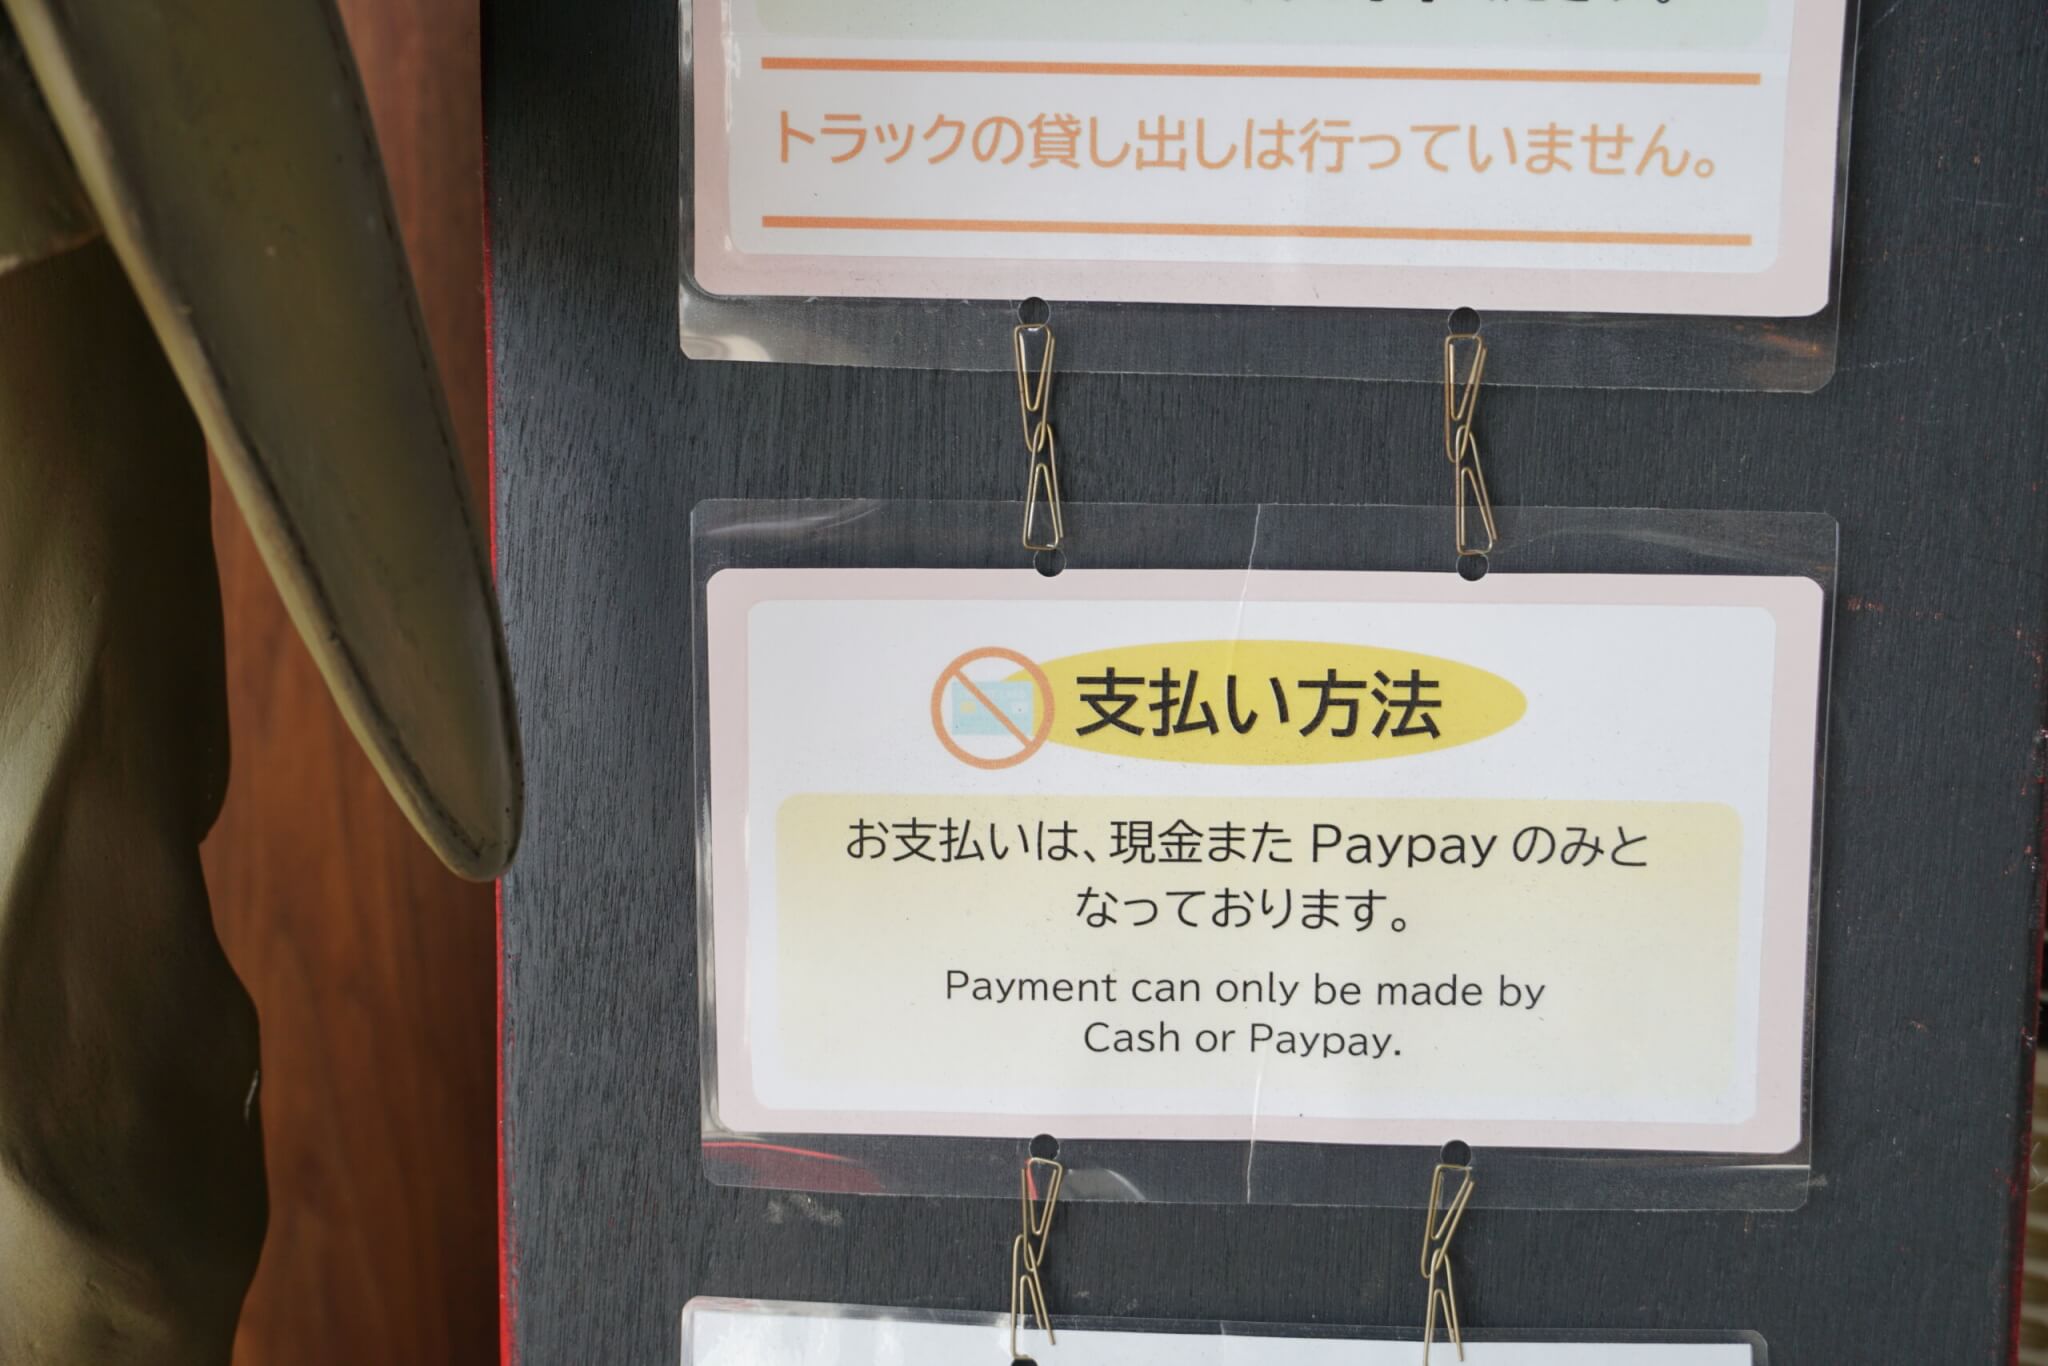 トラックの貸し出しは行っていません。
支払い方法
お支払いは、現金また Paypay のみと
なっております。
Payment can only be made by
Cash or Paypay.